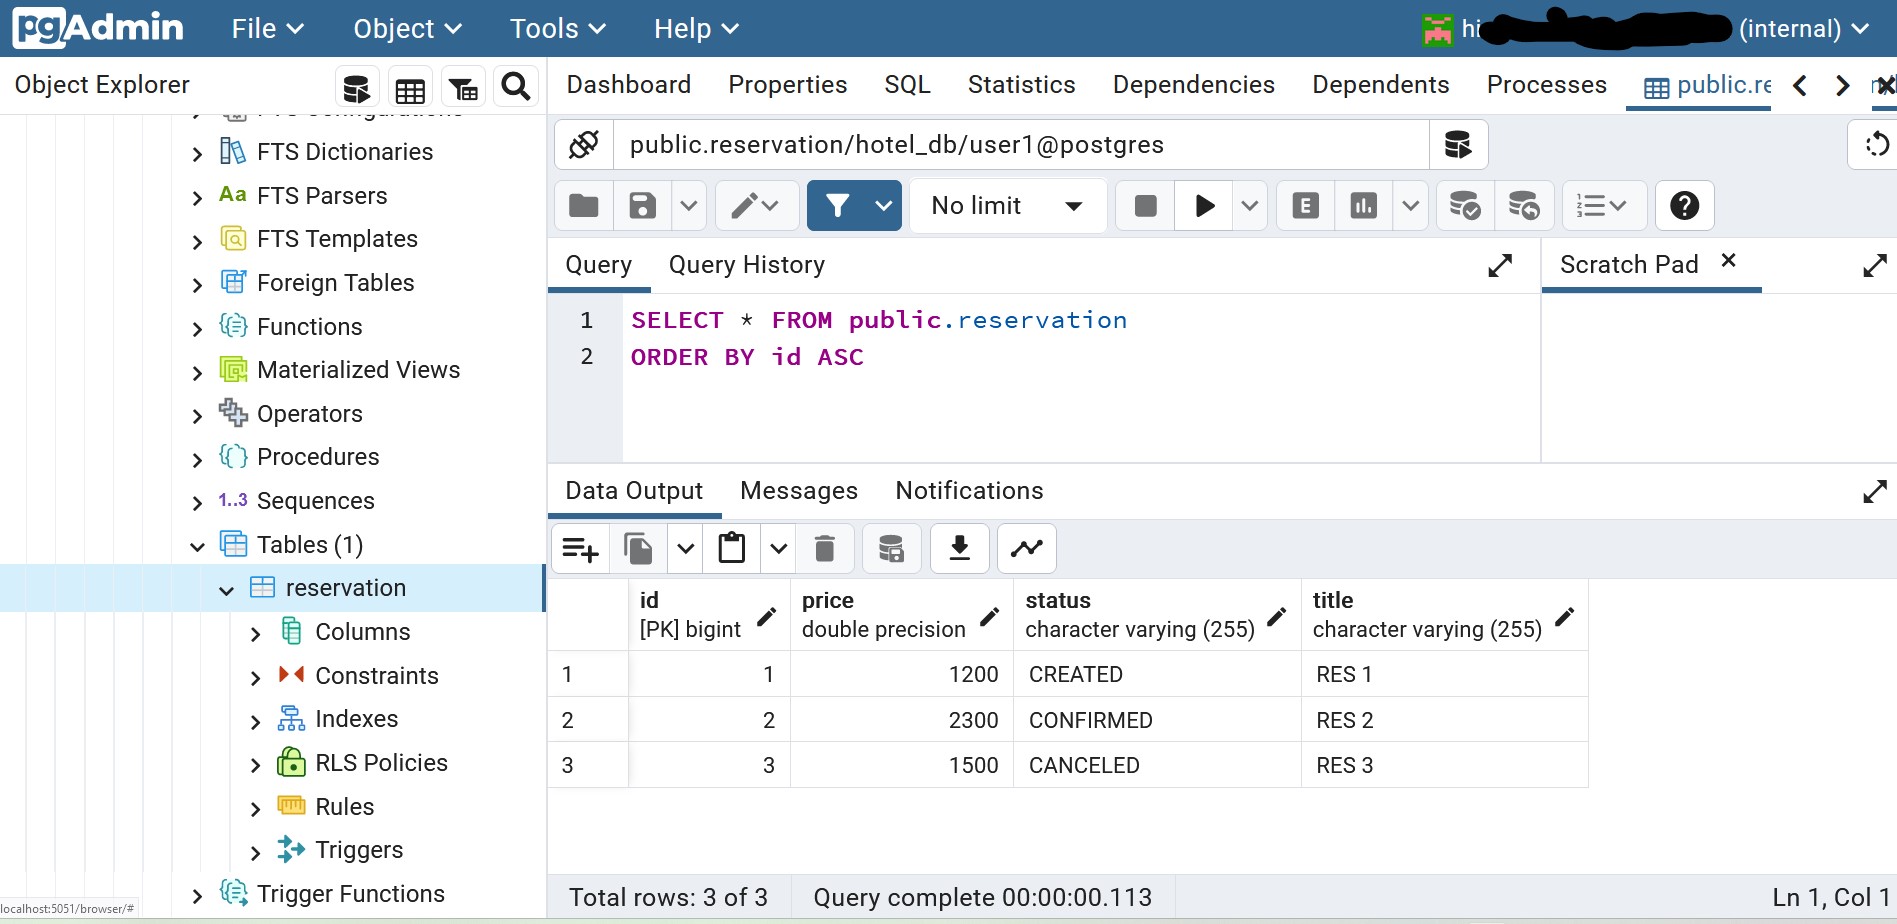 pgAdmin File Object Tools Help hi (internal)
Object Explorer
Dashboard Properties SQL Statistics Dependencies Dependents Processes public.re
FTS Configurations
FTS Dictionaries
Aa FTS Parsers
FTS Templates
Foreign Tables
Functions
Materialized Views
Operators
Procedures
1..3 Sequences
Tables (1)
reservation
Columns
Constraints
Indexes
RLS Policies
Rules
Triggers
Trigger Functions
localhost:5051/browser/#
public.reservation/hotel_db/user1@postgres
No limit
E
Query Query History
Scratch Pad
1 SELECT * FROM public.reservation
2 ORDER BY id ASC
Data Output Messages Notifications
id price status title
[PK] bigint double precision character varying (255) character varying (255)
1 1 1200 CREATED RES 1
2 2 2300 CONFIRMED RES 2
3 3 1500 CANCELED RES 3
Total rows: 3 of 3 Query complete 00:00:00.113 Ln 1, Col 1